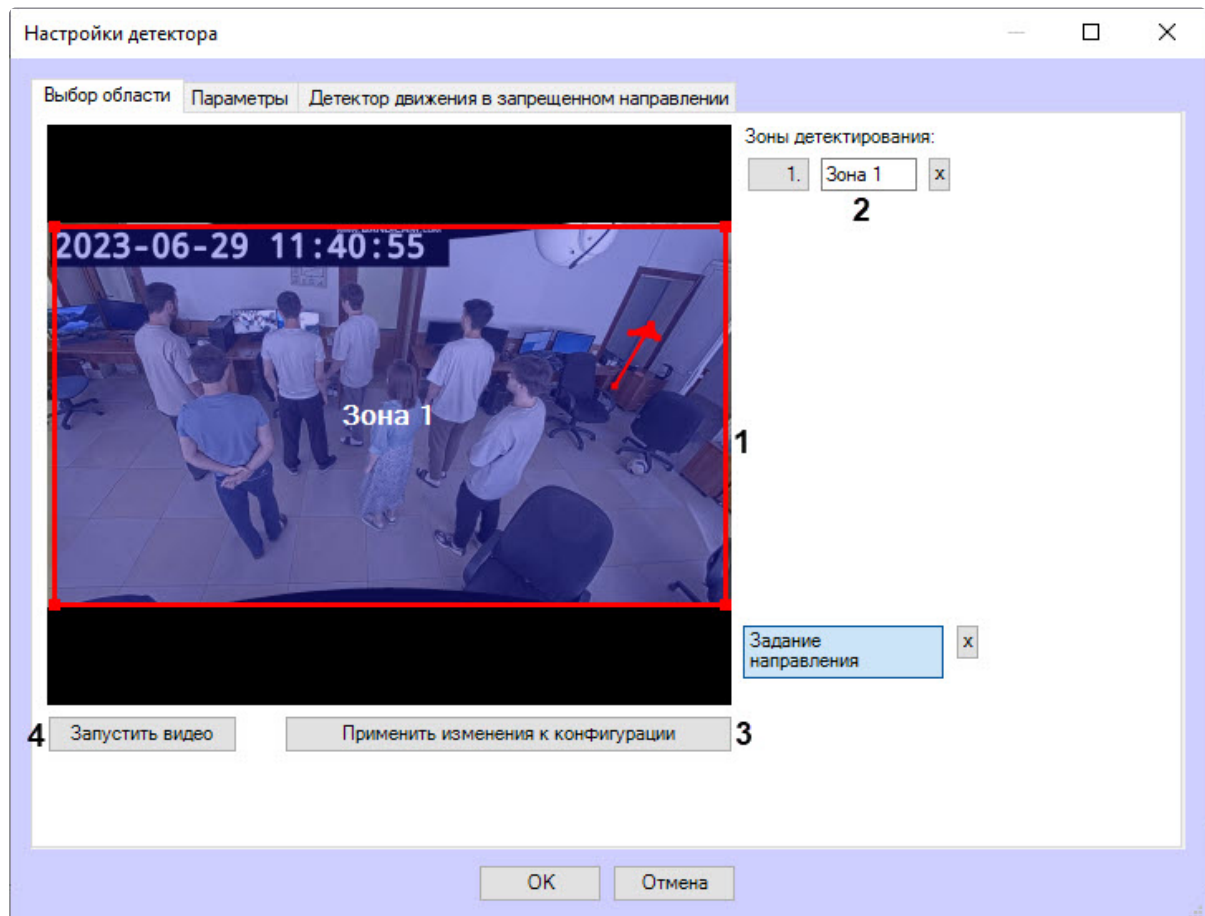 Настройки детектора
Выбор области Параметры Детектор движения в запрещенном направлении
Зоны детектирования:
1. Зона 1 x
2
2023-06-29 11:40:55
Зона 1
1
Задание
направления
x
4 Запустить видео Применить изменения к конфигурации 3
OK Отмена